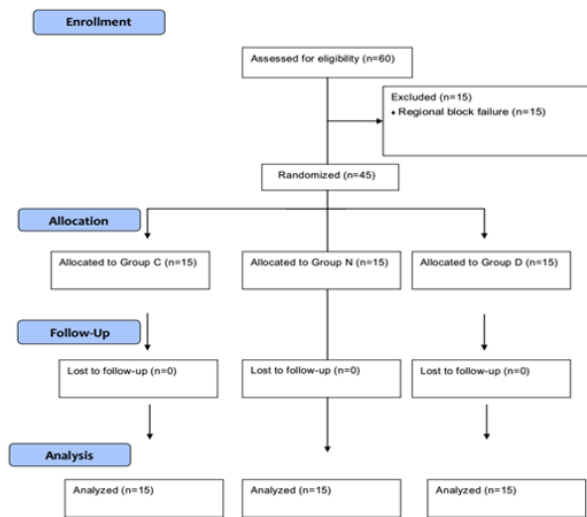 Enrollment
Assessed for eligibility (n=60)
Excluded (n=15)
• Regional block failure (n=15)
Randomized (n=45)
Allocation
Allocated to Group C (n=15)
Allocated to Group N (n=15)
Allocated to Group D (n=15)
Follow-Up
Lost to follow-up (n=0)
Lost to follow-up (n=0)
Lost to follow-up (n=0)
Analysis
Analyzed (n=15)
Analyzed (n=15)
Analyzed (n=15)